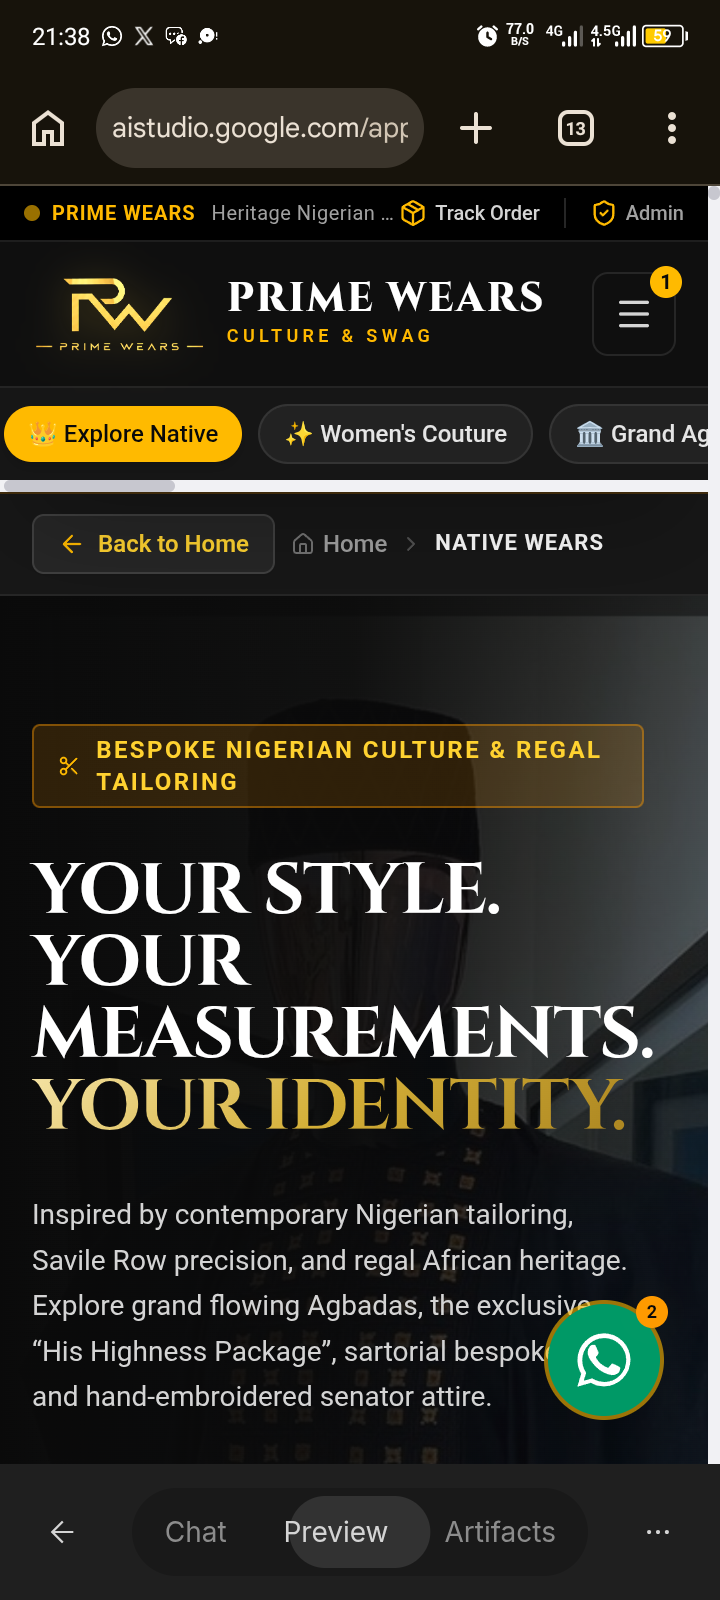 21:38
77.0
B/S
4G
4.5G
59
aistudio.google.com/app
13
PRIME WEARS Heritage Nigerian ... Track Order Admin
RW
PRIME WEARS
PRIME WEARS
CULTURE & SWAG
1
👑 Explore Native ✨ Women's Couture 🏛️ Grand Ag
Back to Home Home > NATIVE WEARS
BESPOKE NIGERIAN CULTURE & REGAL
TAILORING
YOUR STYLE.
YOUR
MEASUREMENTS.
YOUR IDENTITY.
Inspired by contemporary Nigerian tailoring,
Savile Row precision, and regal African heritage.
Explore grand flowing Agbadas, the exclusive
“His Highness Package”, sartorial bespok
and hand-embroidered senator attire.
2
Chat Preview Artifacts